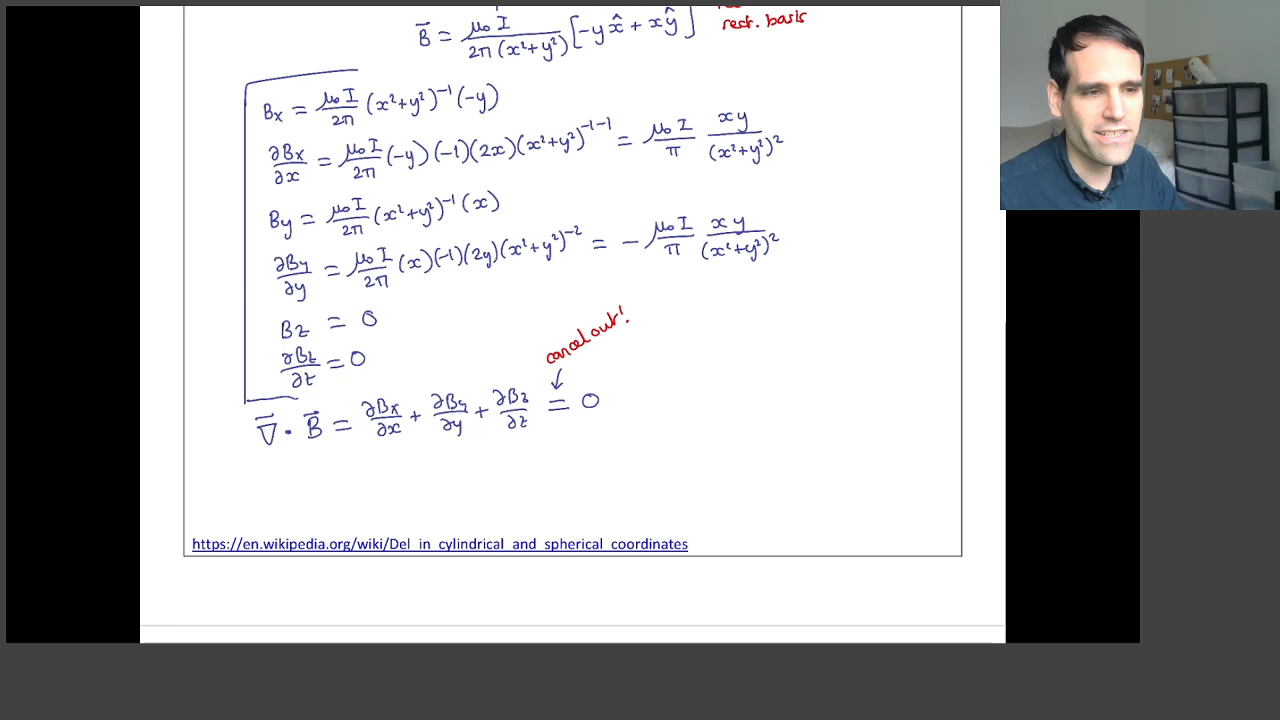 B⃗ = μ₀I / 2π(x²+y²) [-y x̂ + x ŷ]
rest. basis
Bx = μ₀I/2π (x²+y²)⁻¹ (-y)
∂Bx/∂x = μ₀I/2π (-y)(-1)(2x)(x²+y²)⁻¹⁻¹ = μ₀I/π xy/(x²+y²)²
By = μ₀I/2π (x²+y²)⁻¹ (x)
∂By/∂y = μ₀I/2π (x)(-1)(2y)(x²+y²)⁻² = - μ₀I/π xy/(x²+y²)²
Bz = 0
∂Bz/∂z = 0
cancel out!
∇⃗ · B⃗ = ∂Bx/∂x + ∂By/∂y + ∂Bz/∂z = 0
https://en.wikipedia.org/wiki/Del_in_cylindrical_and_spherical_coordinates